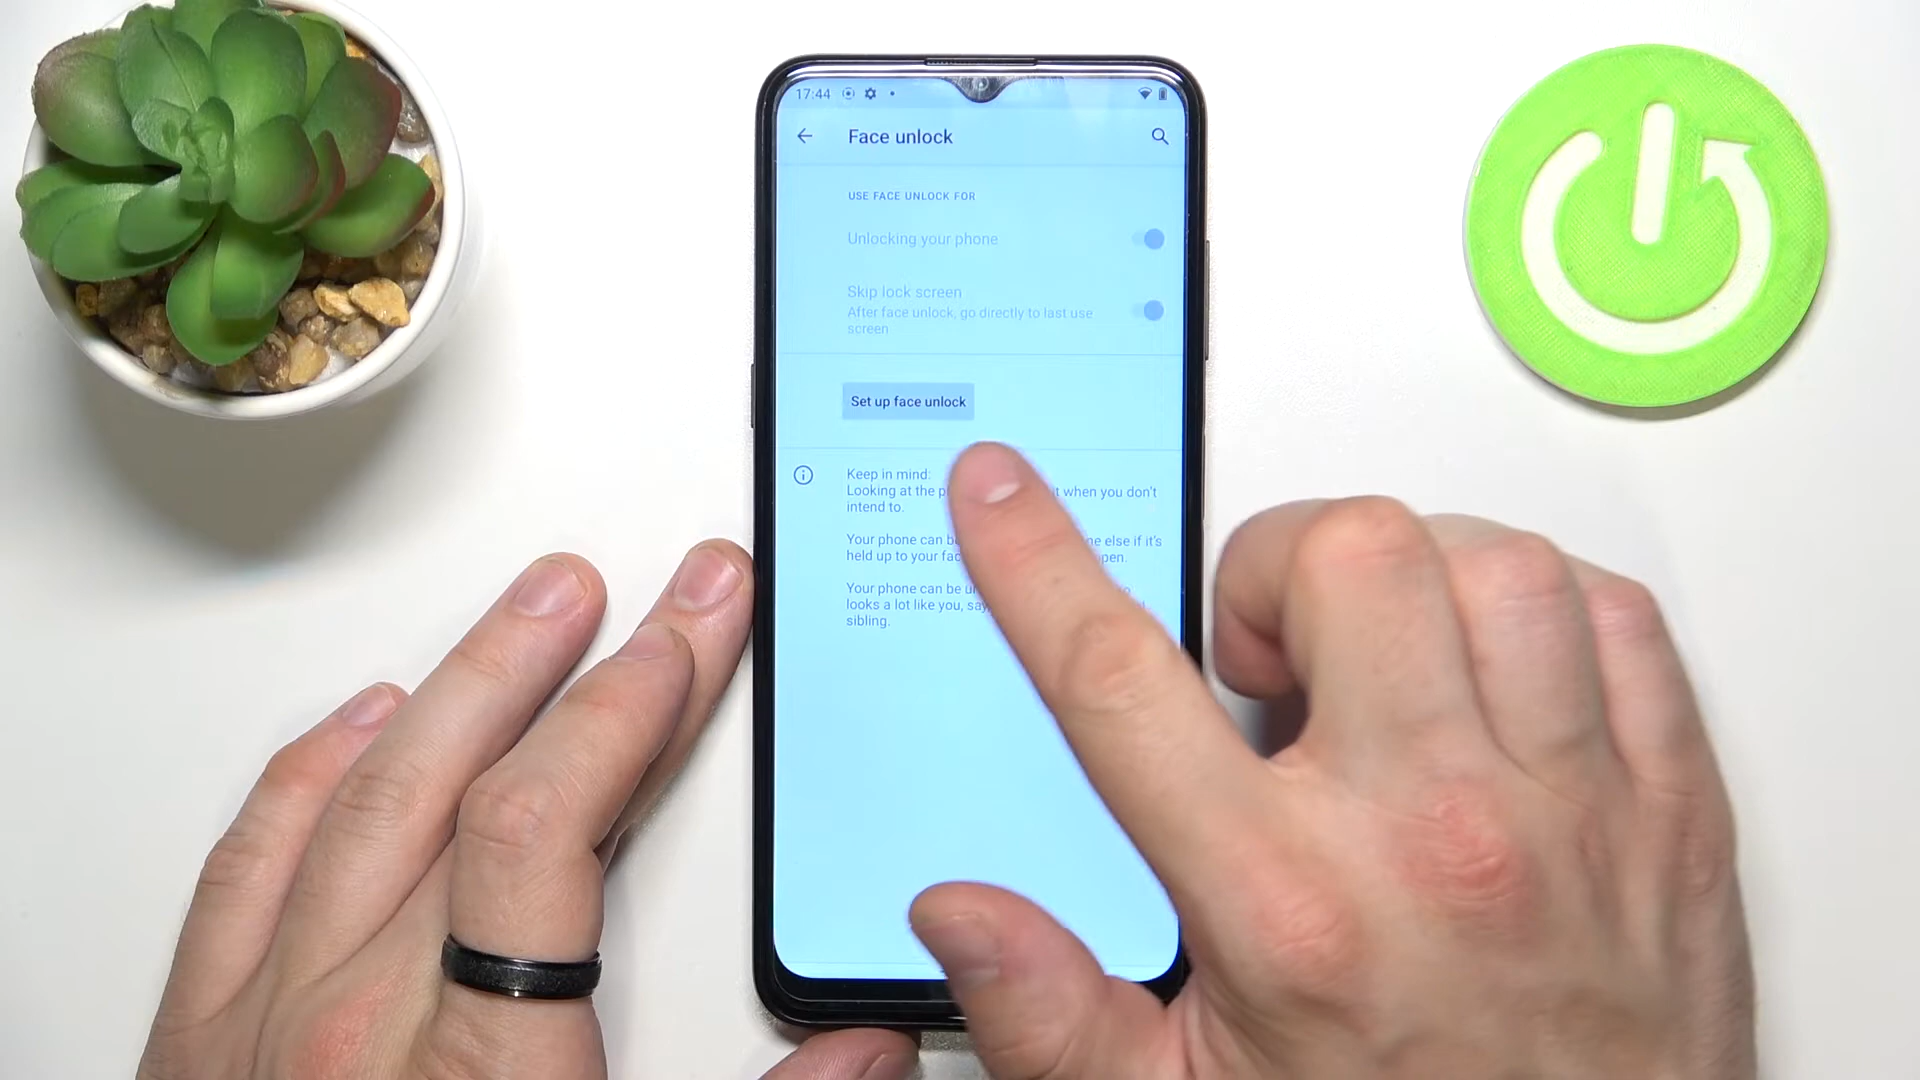 17:44
Face unlock
USE FACE UNLOCK FOR
Unlocking your phone
Skip lock screen
After face unlock, go directly to last use
screen
Set up face unlock
Keep in mind:
Looking at the when you don't
intend to.
Your phone can else if it's
held up to your
Your phone can be
looks a lot like you, say,
sibling.